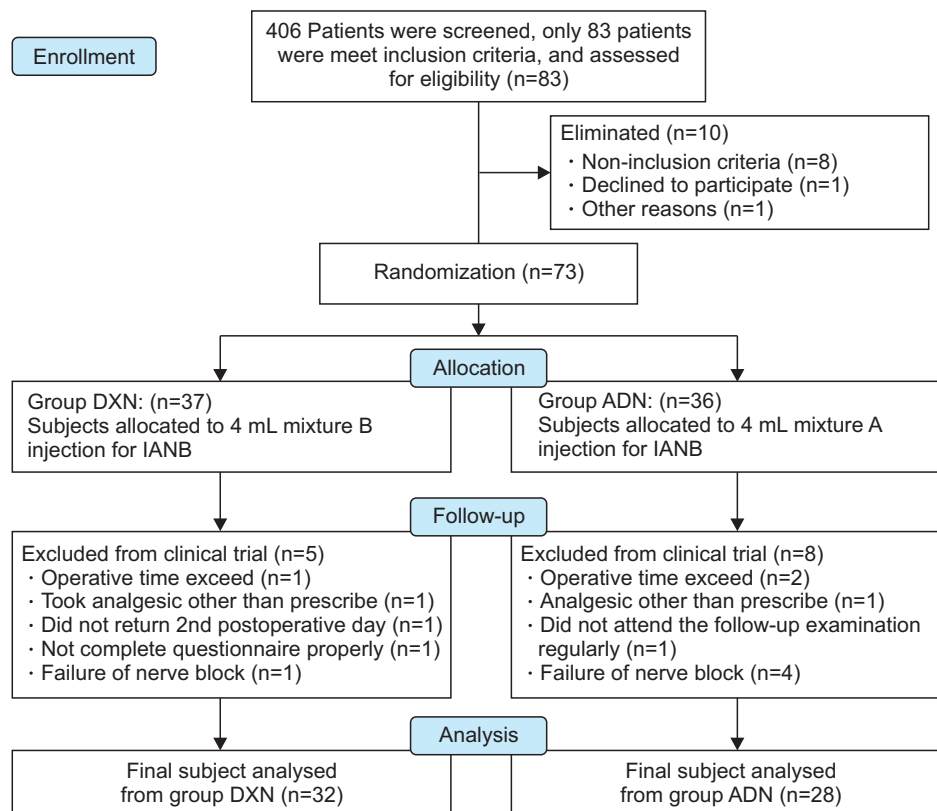 Enrollment
406 Patients were screened, only 83 patients
were meet inclusion criteria, and assessed
for eligibility (n=83)
Eliminated (n=10)
· Non-inclusion criteria (n=8)
· Declined to participate (n=1)
· Other reasons (n=1)
Randomization (n=73)
Allocation
Group DXN: (n=37)
Subjects allocated to 4 mL mixture B
injection for IANB
Group ADN: (n=36)
Subjects allocated to 4 mL mixture A
injection for IANB
Follow-up
Excluded from clinical trial (n=5)
· Operative time exceed (n=1)
· Took analgesic other than prescribe (n=1)
· Did not return 2nd postoperative day (n=1)
· Not complete questionnaire properly (n=1)
· Failure of nerve block (n=1)
Excluded from clinical trial (n=8)
· Operative time exceed (n=2)
· Analgesic other than prescribe (n=1)
· Did not attend the follow-up examination
regularly (n=1)
· Failure of nerve block (n=4)
Analysis
Final subject analysed
from group DXN (n=32)
Final subject analysed
from group ADN (n=28)